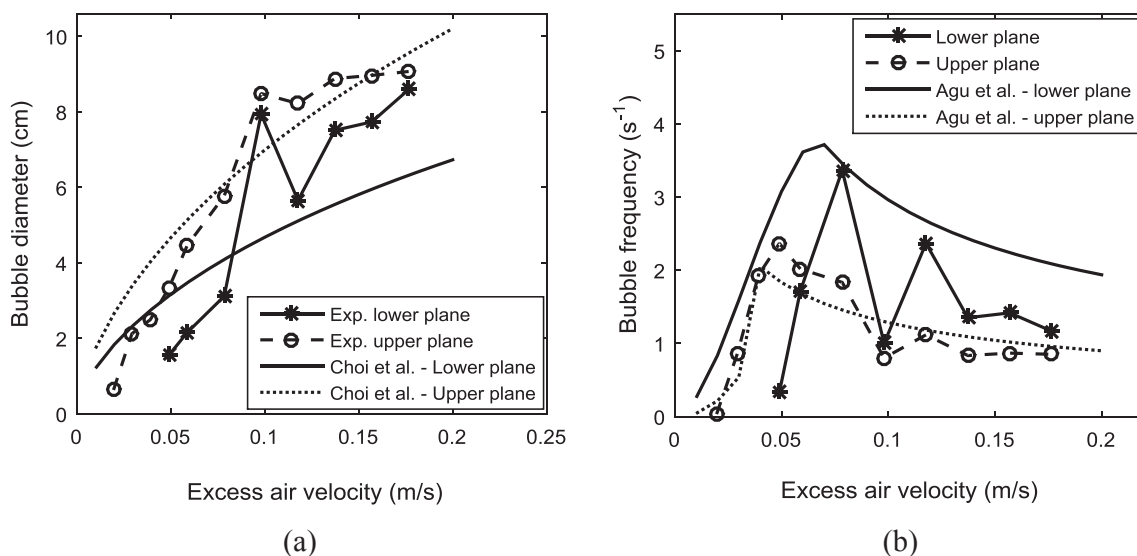 10
8
6
4
2
0
0
0.05
0.1
0.15
0.2
0.25
Bubble diameter (cm)
Excess air velocity (m/s)
Exp. lower plane
Exp. upper plane
Choi et al. - Lower plane
Choi et al. - Upper plane
(a)
5
4
3
2
1
0
0
0.05
0.1
0.15
0.2
Bubble frequency (s-1)
Excess air velocity (m/s)
Lower plane
Upper plane
Agu et al. - lower plane
Agu et al. - upper plane
(b)